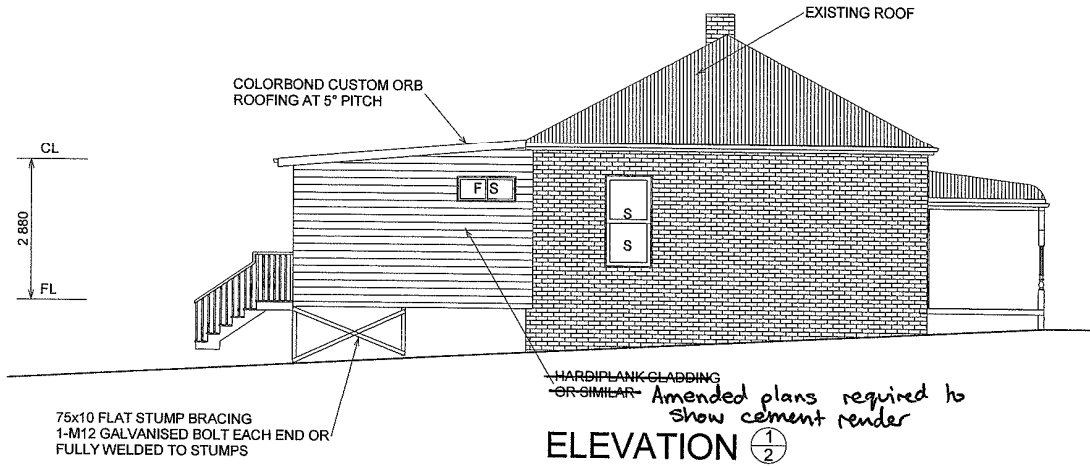 EXISTING ROOF
COLORBOND CUSTOM ORB
ROOFING AT 5° PITCH
CL
2 880
FL
F S
S
S
HARDIPLANK CLADDING
OR SIMILAR Amended plans required to
show cement render
75x10 FLAT STUMP BRACING
1-M12 GALVANISED BOLT EACH END OR
FULLY WELDED TO STUMPS
ELEVATION 1
2